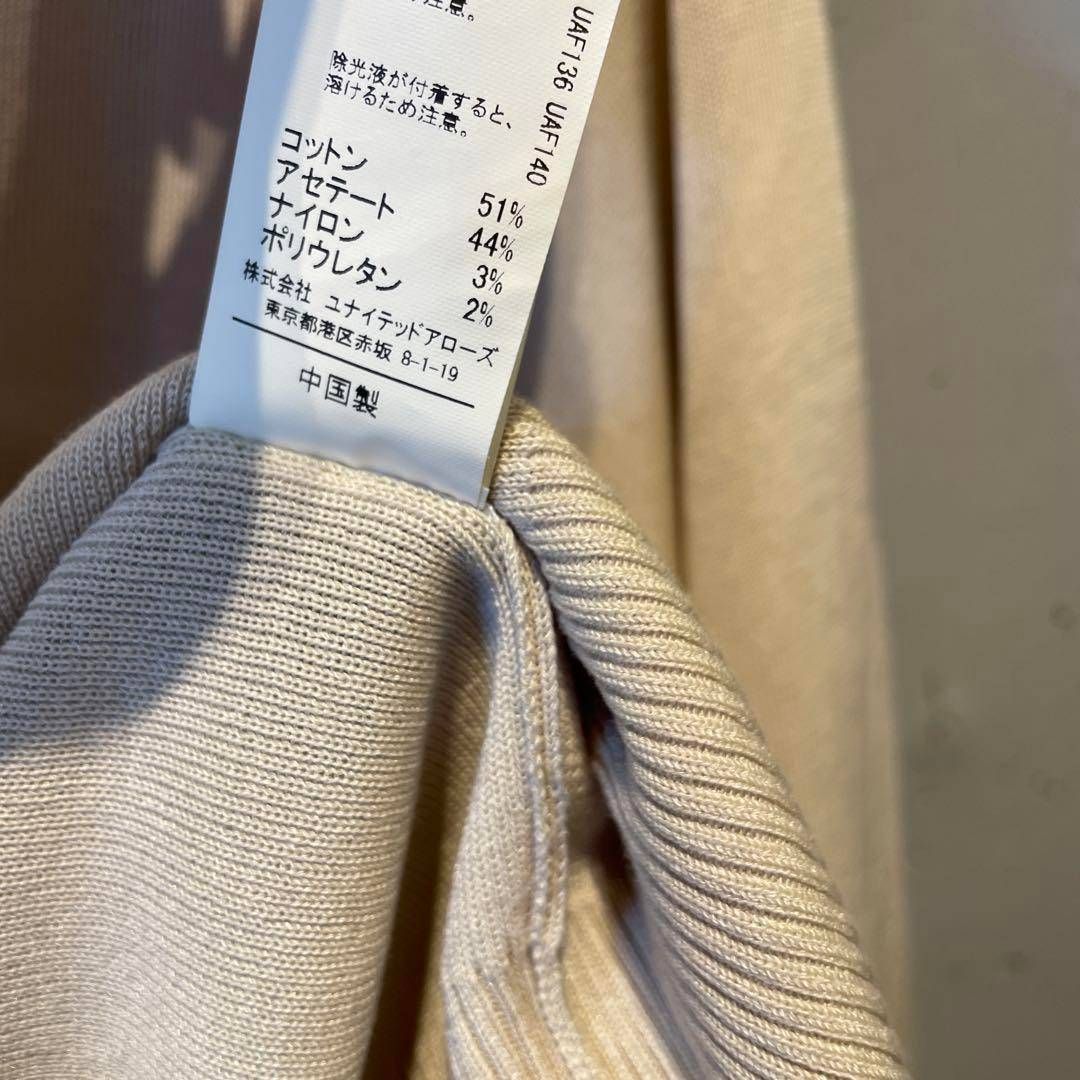 注意。
除光液が付着すると、
溶けるため注意。
コットン 51%
アセテート 44%
ナイロン 3%
ポリウレタン 2%
株式会社 ユナイテッドアローズ
東京都港区赤坂 8-1-19
中国製
UAF136 UAF140